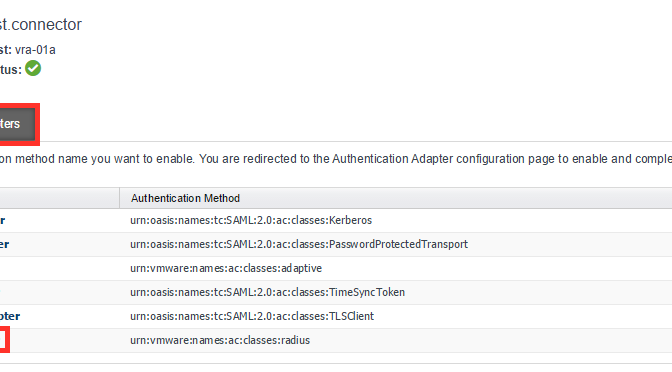 st.connector
st: vra-01a
tus:
ters
on method name you want to enable. You are redirected to the Authentication Adapter configuration page to enable and comple
Authentication Method
r urn:oasis:names:tc:SAML:2.0:ac:classes:Kerberos
er urn:oasis:names:tc:SAML:2.0:ac:classes:PasswordProtectedTransport
urn:vmware:names:ac:classes:adaptive
urn:oasis:names:tc:SAML:2.0:ac:classes:TimeSyncToken
pter urn:oasis:names:tc:SAML:2.0:ac:classes:TLSClient
urn:vmware:names:ac:classes:radius